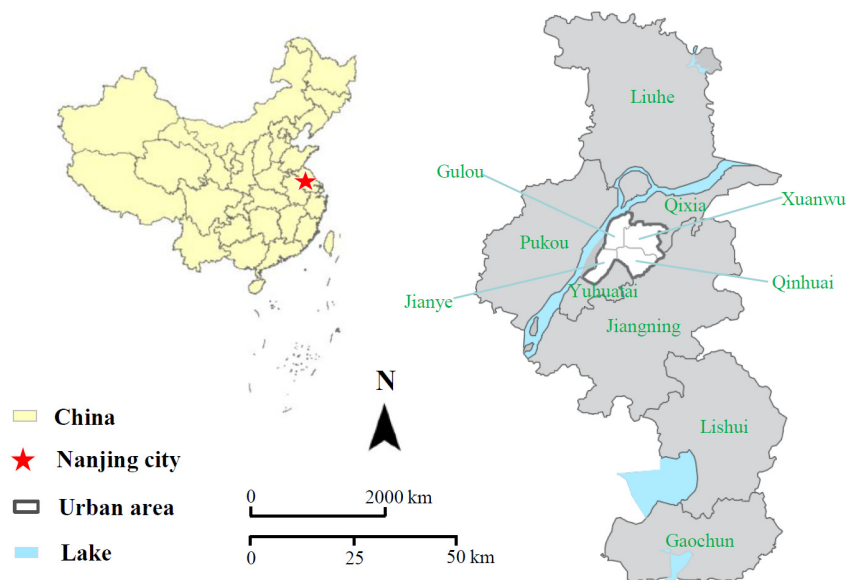 Liuhe
Gulou
Qixia
Xuanwu
Pukou
Jianye
Yuhuatai
Qinhuai
Jiangning
N
China
Lishui
Nanjing city
Urban area
0 2000 km
Lake
0 25 50 km
Gaochun